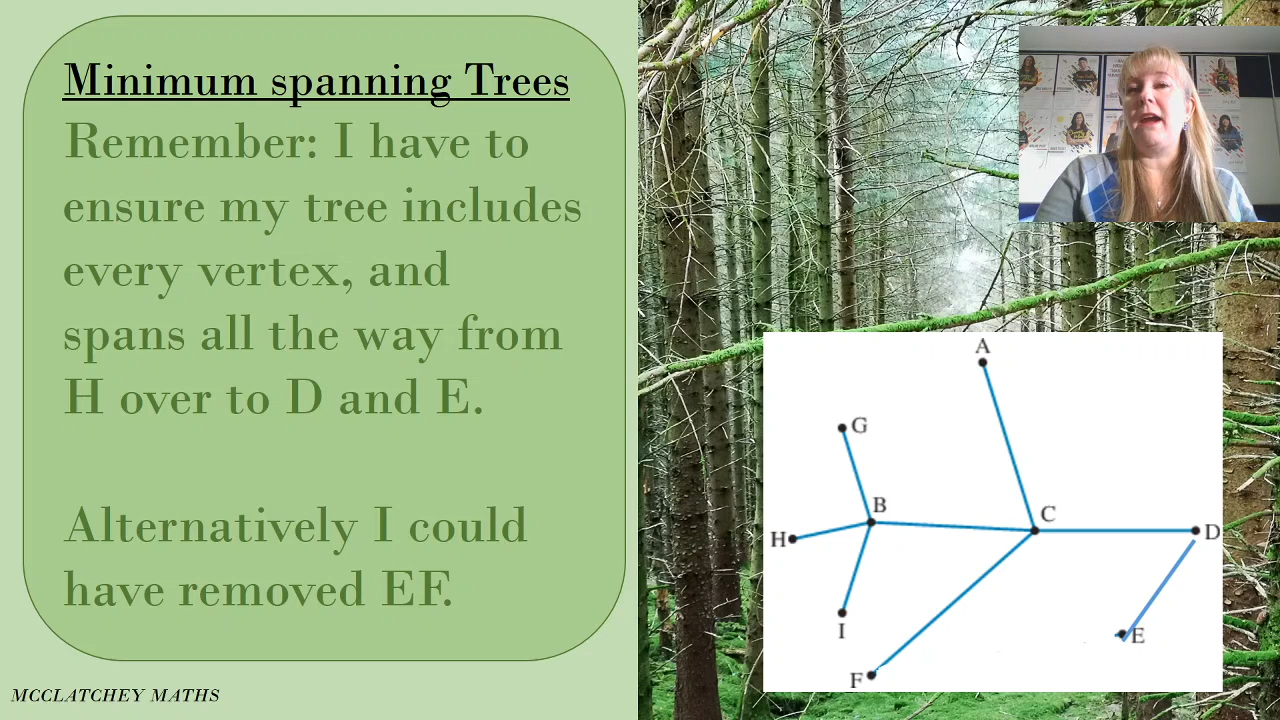 Minimum spanning Trees
Remember: I have to
ensure my tree includes
every vertex, and
spans all the way from
H over to D and E.
Alternatively I could
have removed EF.
MCCLATCHEY MATHS
A
G
B
C
H
D
I
E
F